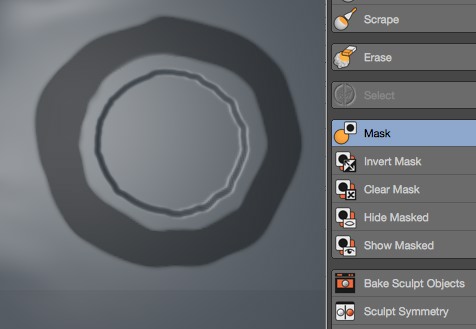 Scrape
Erase
Select
Mask
Invert Mask
Clear Mask
Hide Masked
Show Masked
Bake Sculpt Objects
Sculpt Symmetry